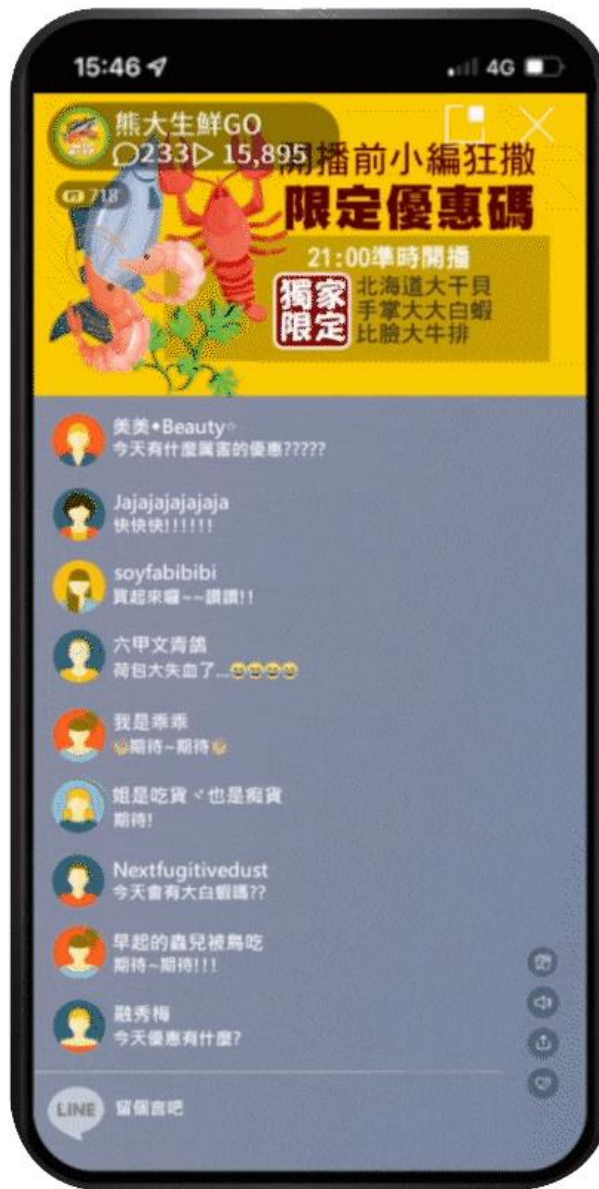 15:46
4G
熊大生鮮GO
233 15,895
718
開播前小編狂撒
限定優惠碼
21:00準時開播
獨家
限定
北海道大干貝
手掌大大白蝦
比臉大牛排
美美•Beauty◦
今天有什麼厲害的優惠?????
Jajajajajajaja
快快快!!!!!!
soyfabibibi
買起來囉~~讚讚!!
六甲文青鴿
荷包大失血了...😂😂😂😂
我是乖乖
期待~期待
姐是吃貨ヾ也是痴貨
期待!
Nextfugitivedust
今天會有大白蝦嗎??
早起的蟲兒被鳥吃
期待~期待!!!
融秀梅
今天優惠有什麼?
LINE
留個言吧